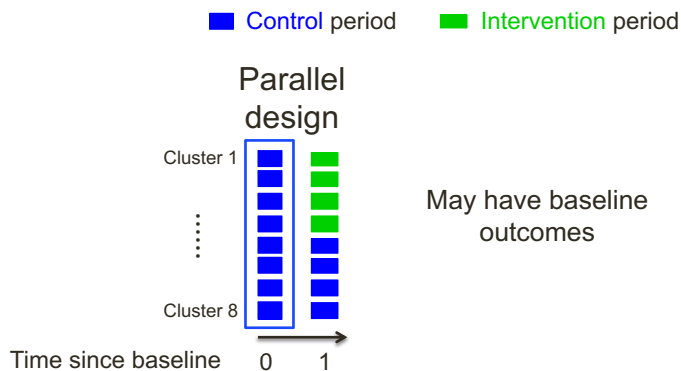 Control period
Intervention period
Parallel
design
Cluster 1
May have baseline
outcomes
Cluster 8
Time since baseline 0 1